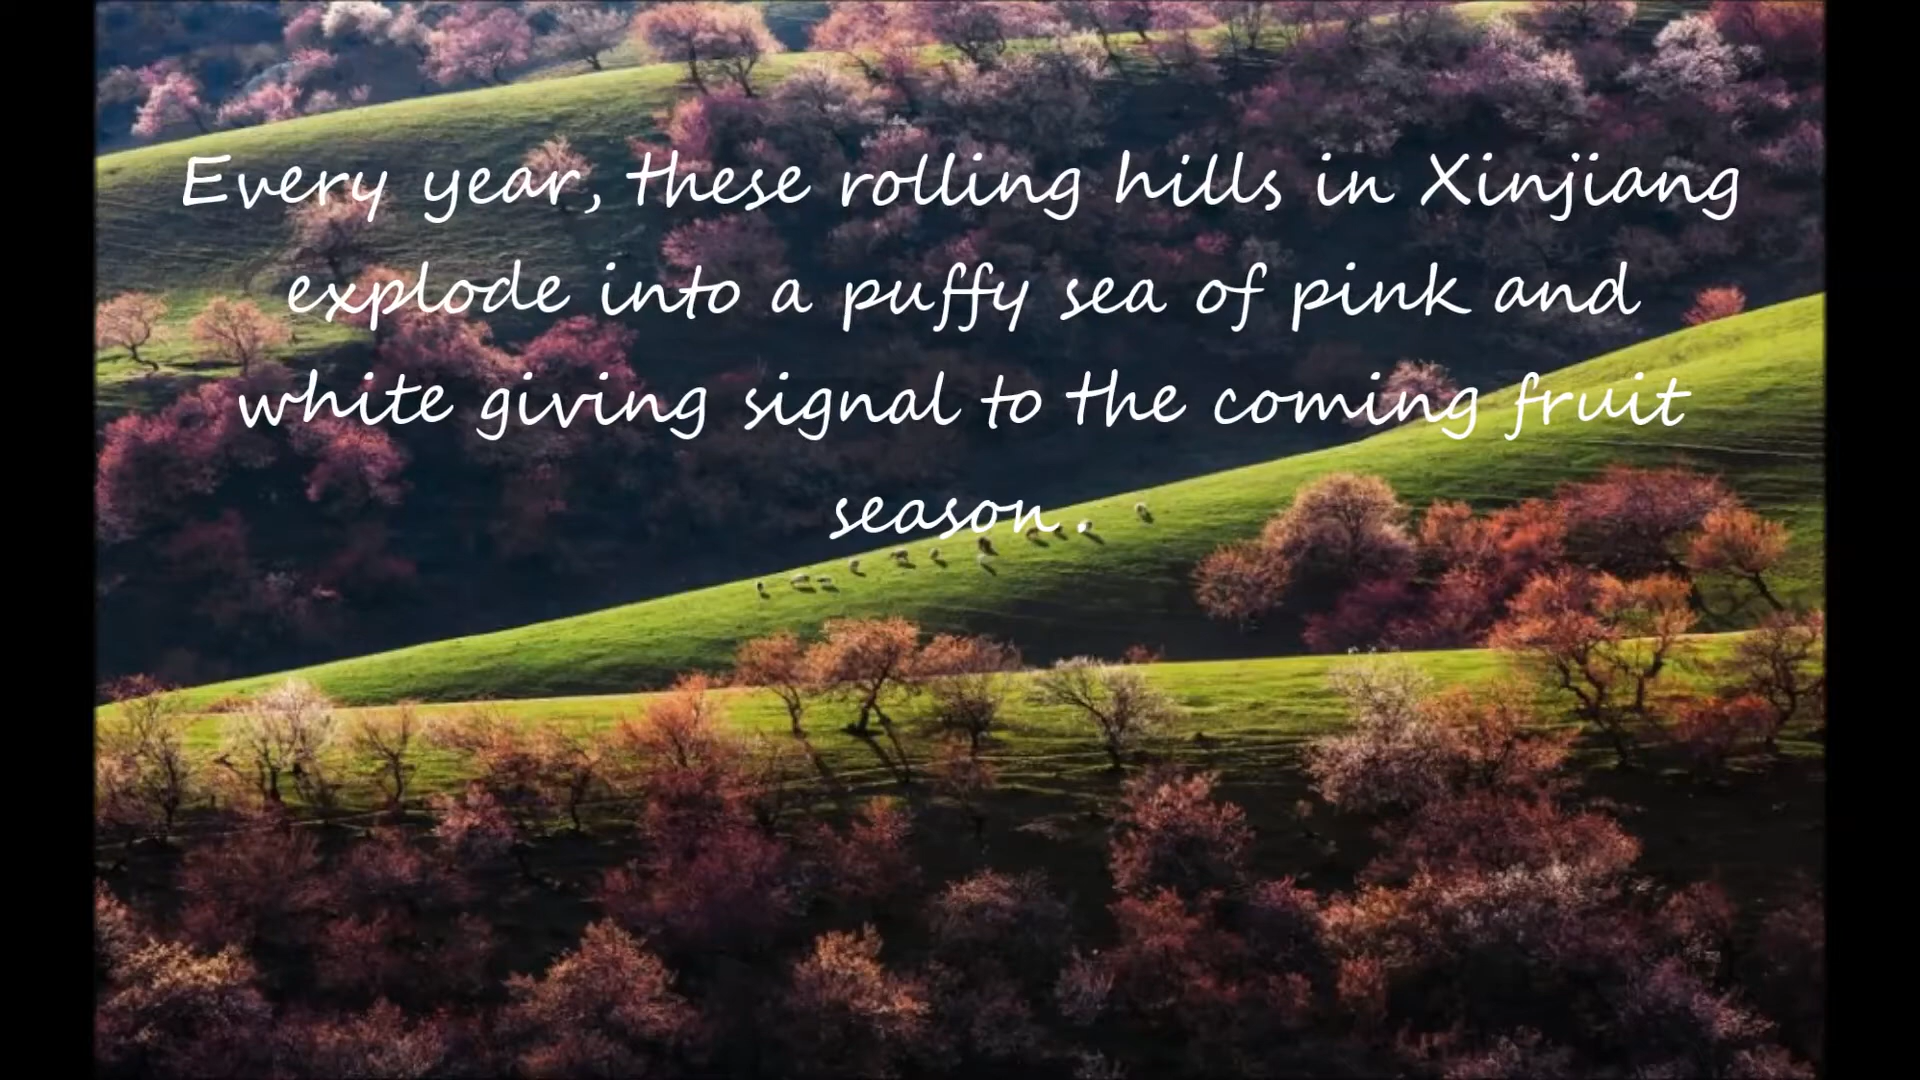 Every year, these rolling hills in Xinjiang
explode into a puffy sea of pink and
white giving signal to the coming fruit
season.